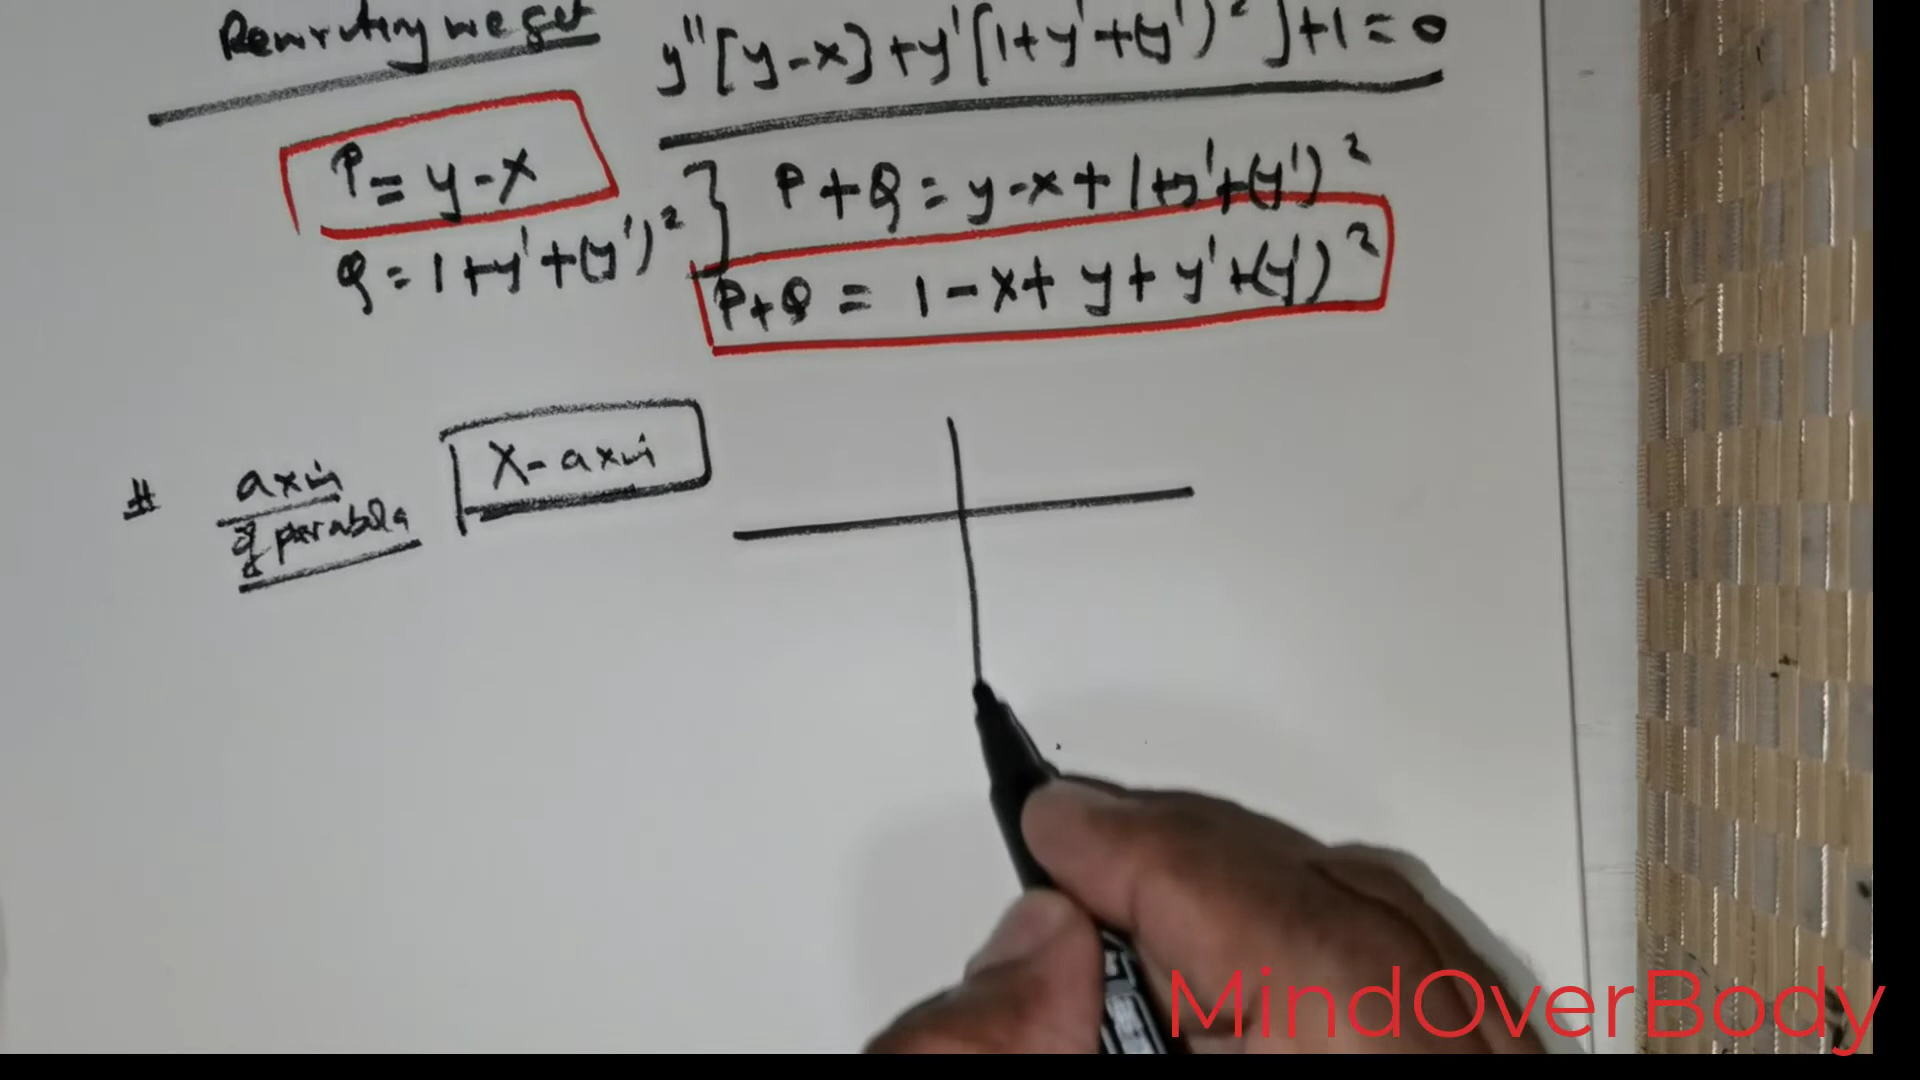 Rewriting we get y"[y-x]+y'[1+y'+(y')²]+1=0
P= y-x
Q = 1+y'+(y')² } P+Q = y-x+1+y'+(y')²
P+Q = 1-x+y+y'+(y')²
# axis of parabola X-axis
MindOverBody